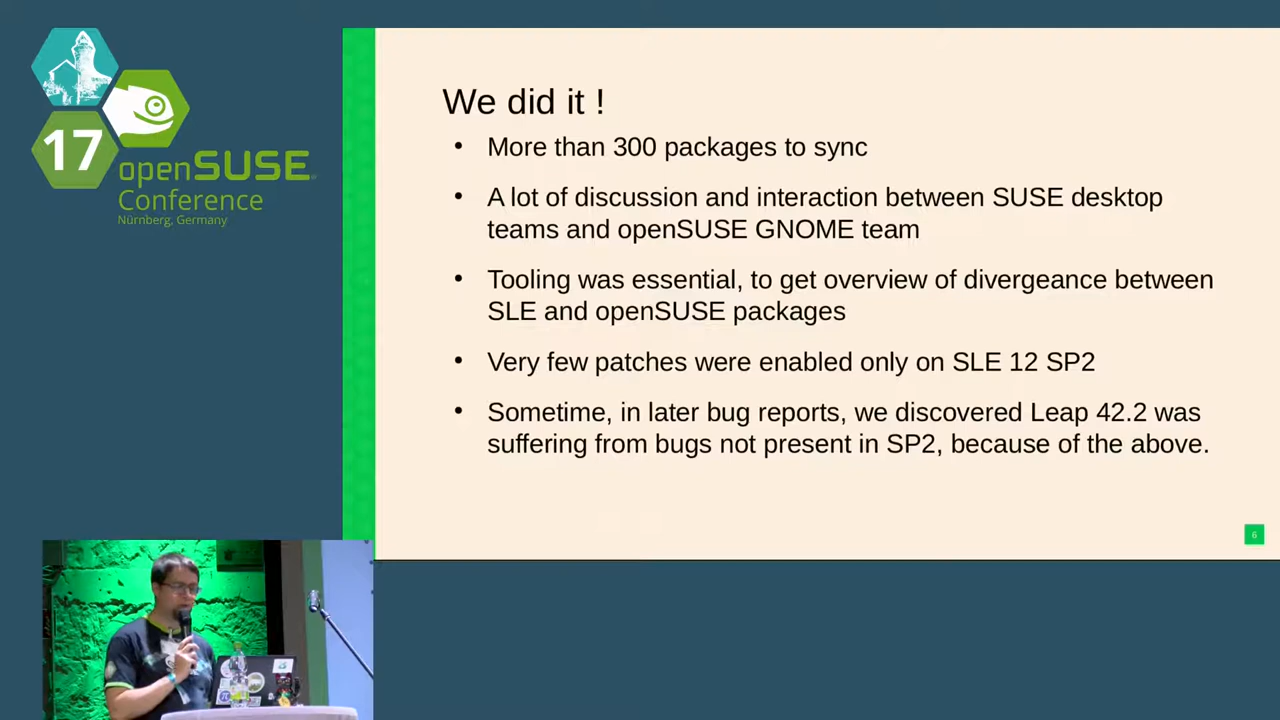 17
openSUSE
Conference
Nürnberg, Germany
We did it !
• More than 300 packages to sync
• A lot of discussion and interaction between SUSE desktop
teams and openSUSE GNOME team
• Tooling was essential, to get overview of divergeance between
SLE and openSUSE packages
• Very few patches were enabled only on SLE 12 SP2
• Sometime, in later bug reports, we discovered Leap 42.2 was
suffering from bugs not present in SP2, because of the above.
6